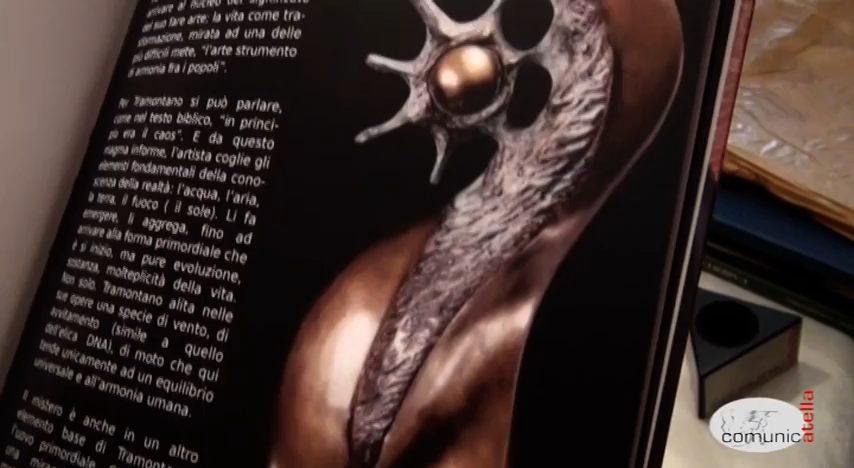 arrivare al nucleo del significato
del suo fare arte: la vita come tra-
sformazione, mirata ad una delle
più difficili mete, "l'arte strumento
di armonia fra i popoli".
Per Tramontano si può parlare,
come nel testo biblico, "in princi-
pio era il caos". E da questo
magma informe, l'artista coglie gli
elementi fondamentali della cono-
scenza della realtà: l'acqua, l'aria,
la terra, il fuoco ( il sole). Li fa
emergere, li aggrega, fino ad
arrivare alla forma primordiale che
è sì inizio, ma pure evoluzione,
sostanza, molteplicità della vita.
Non solo. Tramontano alita nelle
sue opere una specie di vento, di
avvitamento (simile a quello
dell'elica DNA), di moto che qui
tende unicamente ad un equilibrio
universale e all'armonia umana.
Il mistero è anche in un altro
elemento base di
l'uovo primordiale.
una
comunicatella